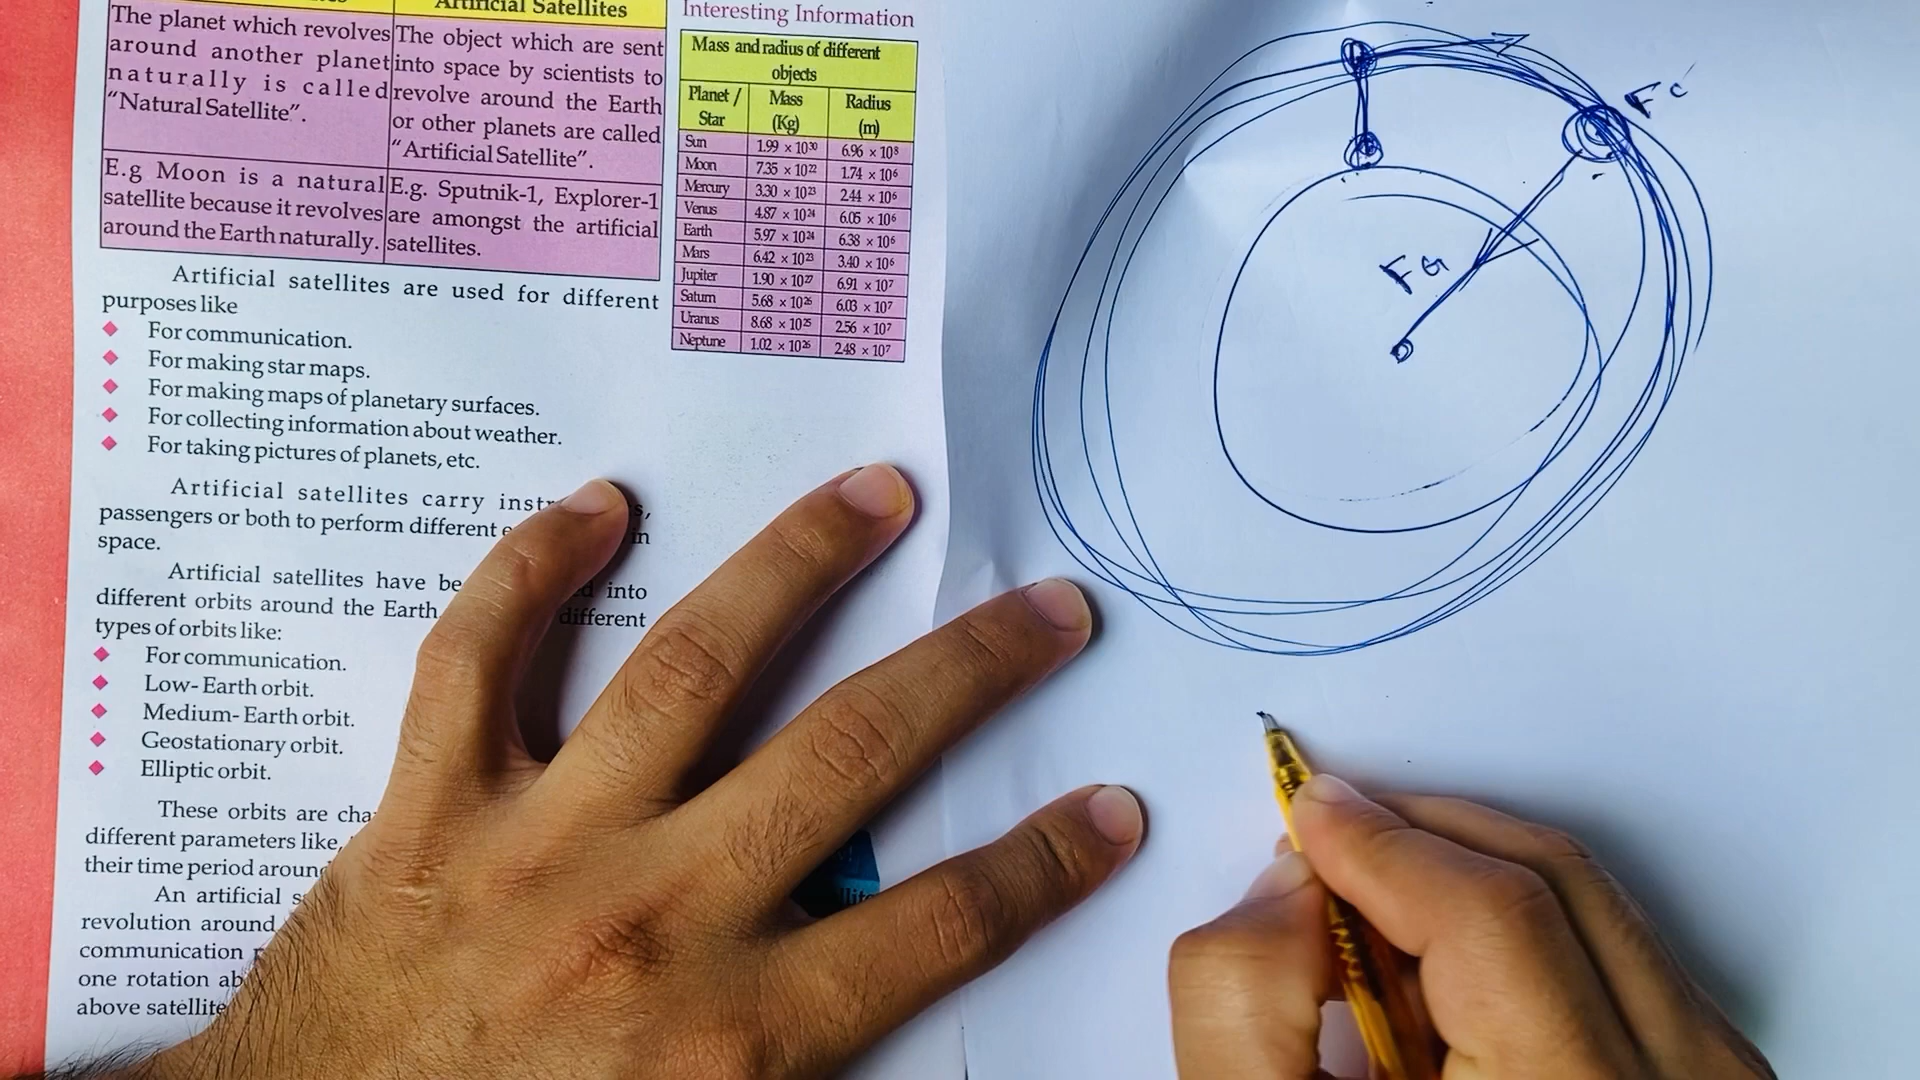 Artificial Satellites
The planet which revolves
around another planet
naturally is called
“Natural Satellite”.
The object which are sent
into space by scientists to
revolve around the Earth
or other planets are called
“Artificial Satellite”.
E.g Moon is a natural
satellite because it revolves
around the Earth naturally.
E.g. Sputnik-1, Explorer-1
are amongst the artificial
satellites.
Artificial satellites are used for different
purposes like
For communication.
For making star maps.
For making maps of planetary surfaces.
For collecting information about weather.
For taking pictures of planets, etc.
Artificial satellites carry
passengers or both to perform different in
space.
Artificial satellites have into
different orbits around the Earth different
types of orbits like:
For communication.
Low- Earth orbit.
Medium- Earth orbit.
Geostationary orbit.
Elliptic orbit.
These orbits are
different parameters like,
their time period
An artificial
revolution around
communication
one rotation
above satellite
Interesting Information
Mass and radius of different
objects
Planet / Star Mass (Kg) Radius (m)
Sun 1.99 × 10³⁰ 6.96 × 10⁸
Moon 7.35 × 10²² 1.74 × 10⁶
Mercury 3.30 × 10²³ 2.44 × 10⁶
Venus 4.87 × 10²⁴ 6.05 × 10⁶
Earth 5.97 × 10²⁴ 6.38 × 10⁶
Mars 6.42 × 10²³ 3.40 × 10⁶
Jupiter 1.90 × 10²⁷ 6.91 × 10⁷
Saturn 5.68 × 10²⁶ 6.03 × 10⁷
Uranus 8.68 × 10²⁵ 2.56 × 10⁷
Neptune 1.02 × 10²⁶ 2.48 × 10⁷
Fc
FG